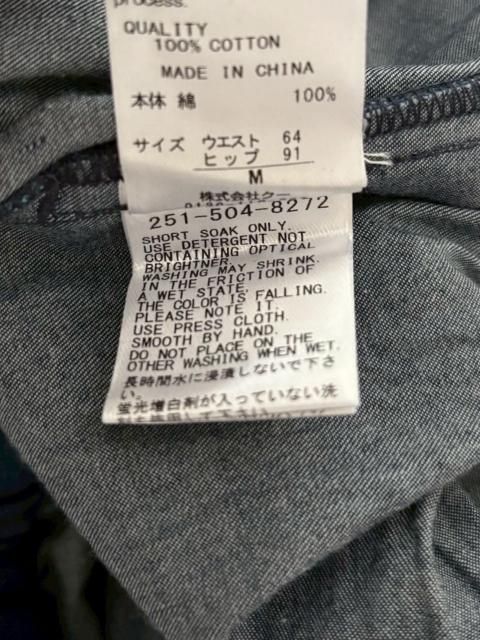 process.
QUALITY
100% COTTON
MADE IN CHINA
本体 綿 100%
サイズ ウエスト 64
ヒップ 91
M
株式会社クー
251-504-8272
SHORT SOAK ONLY.
USE DETERGENT NOT
CONTAINING OPTICAL
BRIGHTNER.
WASHING MAY SHRINK.
IN THE FRICTION OF
A WET STATE,
THE COLOR IS FALLING.
PLEASE NOTE IT.
USE PRESS CLOTH.
SMOOTH BY HAND.
DO NOT PLACE ON THE
OTHER WASHING WHEN WET.
長時間水に浸漬しないで下さ
い。
蛍光増白剤が入っていない洗